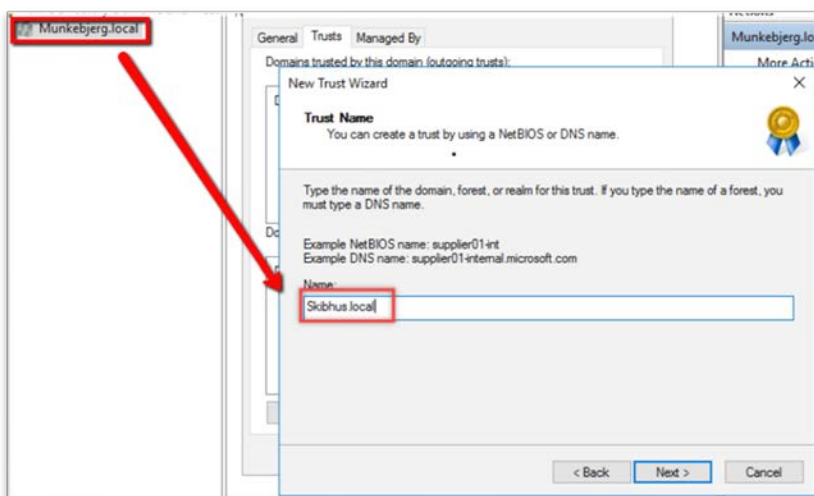 Munkebjerg.local
General Trusts Managed By
Munkebjerg.lo
Domains trusted by this domain (outgoing trusts):
More Acti
New Trust Wizard
Trust Name
You can create a trust by using a NetBIOS or DNS name.
Type the name of the domain, forest, or realm for this trust. If you type the name of a forest, you
must type a DNS name.
Do
Example NetBIOS name: supplier01-int
Example DNS name: supplier01-internal.microsoft.com
Name:
Skibhus.local
< Back Next > Cancel